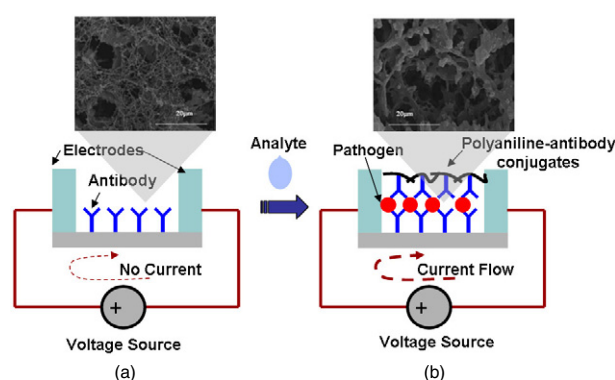 20μm
20μm
Electrodes
Antibody
Analyte
Pathogen
Polyaniline-antibody
conjugates
No Current
Current Flow
+
+
Voltage Source
Voltage Source
(a)
(b)